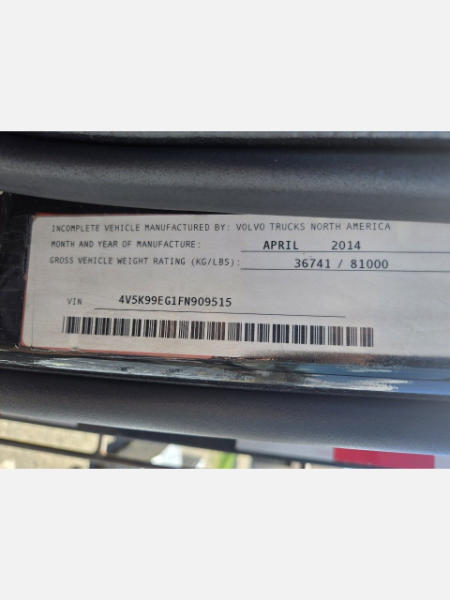 INCOMPLETE VEHICLE MANUFACTURED BY: VOLVO TRUCKS NORTH AMERICA
MONTH AND YEAR OF MANUFACTURE: APRIL 2014
GROSS VEHICLE WEIGHT RATING (KG/LBS): 36741 / 81000
VIN 4V5K99EG1FN909515